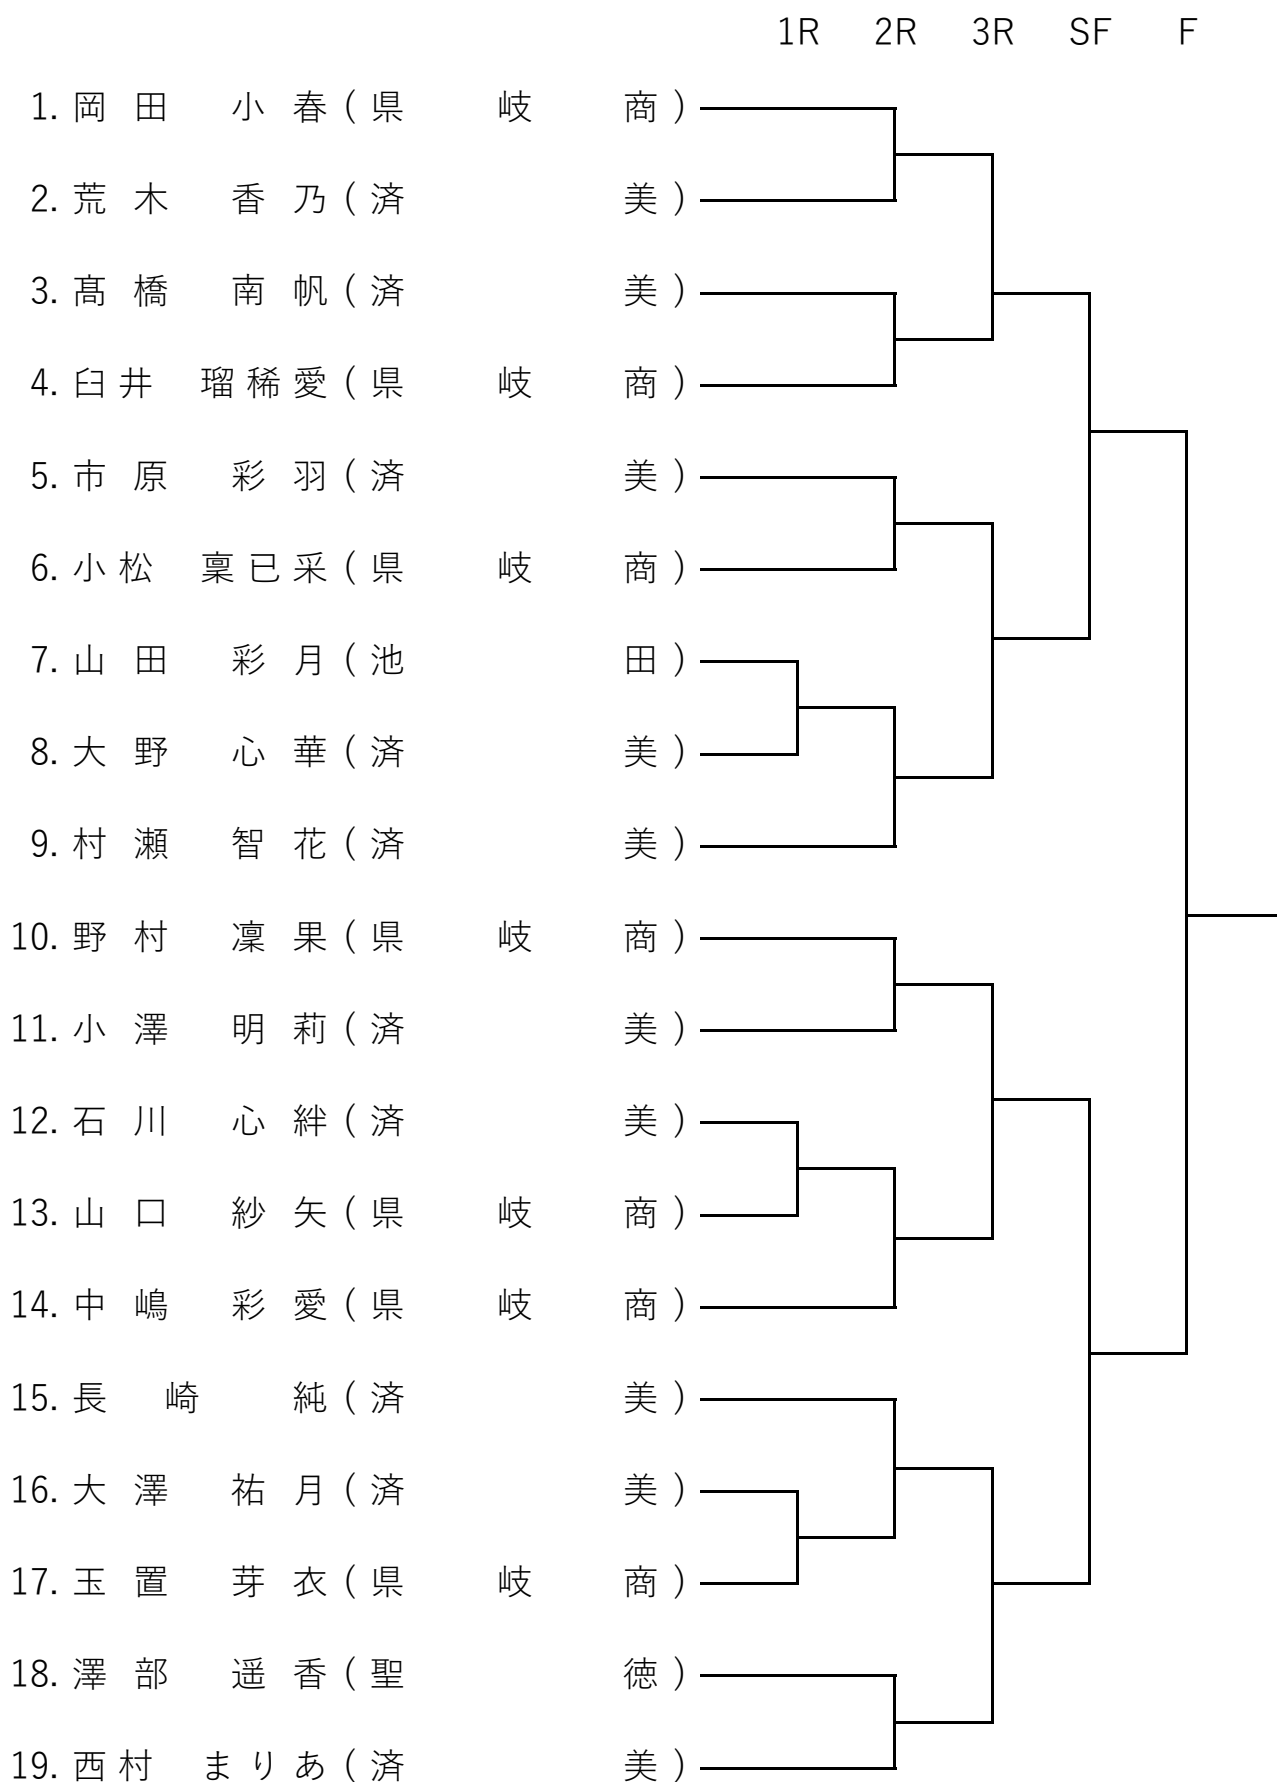 1R 2R 3R SF F
1. 岡田 小春(県岐商)
2. 荒木 香乃(済美)
3. 髙橋 南帆(済美)
4. 臼井 瑠稀愛(県岐商)
5. 市原 彩羽(済美)
6. 小松 稟已采(県岐商)
7. 山田 彩月(池田)
8. 大野 心華(済美)
9. 村瀬 智花(済美)
10. 野村 凜果(県岐商)
11. 小澤 明莉(済美)
12. 石川 心絆(済美)
13. 山口 紗矢(県岐商)
14. 中嶋 彩愛(県岐商)
15. 長崎 純(済美)
16. 大澤 祐月(済美)
17. 玉置 芽衣(県岐商)
18. 澤部 遥香(聖徳)
19. 西村 まりあ(済美)